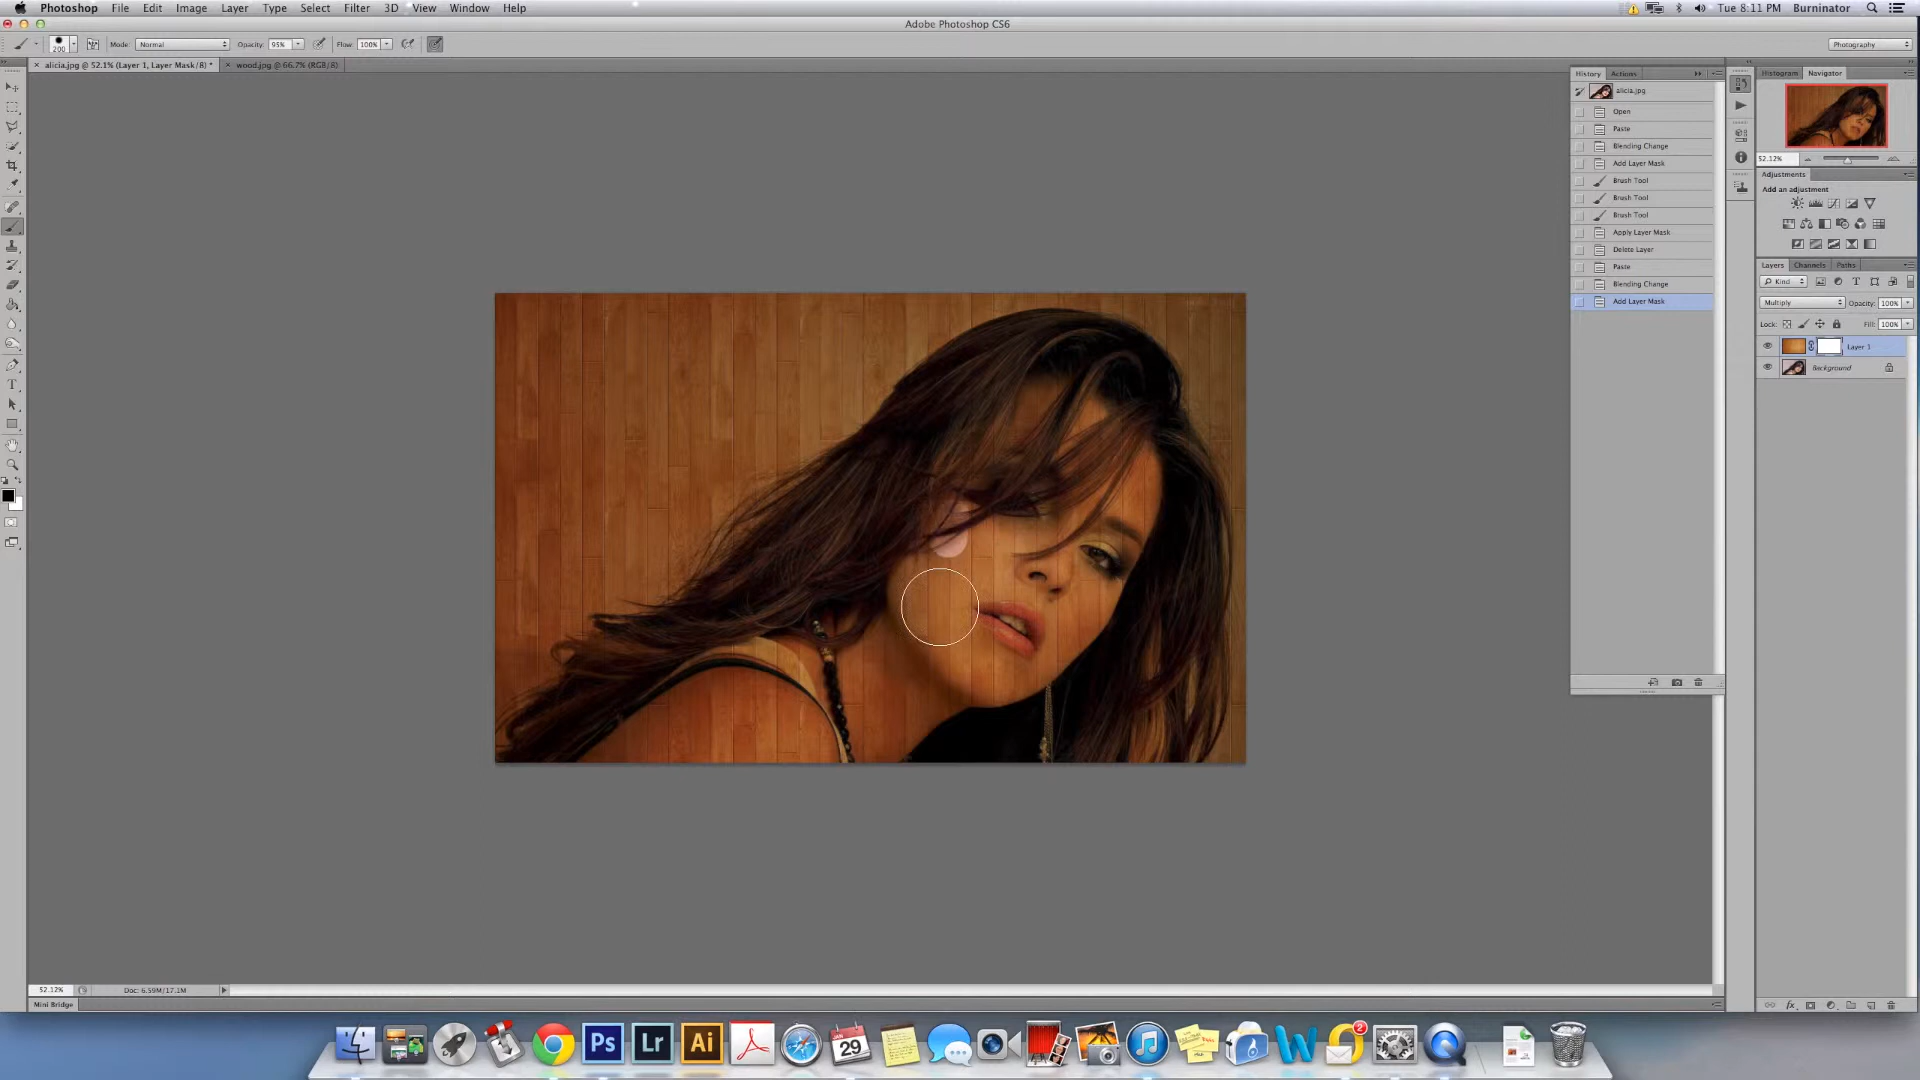 Photoshop File Edit Image Layer Type Select Filter 3D View Window Help
Tue 8:11 PM Burninator
Adobe Photoshop CS6
200 Mode: Normal Opacity: 95% Flow: 100% Photography
alicia.jpg @ 52.1% (Layer 1, Layer Mask/8) *
wood.jpg @ 66.7% (RGB/8)
History Actions
alicia.jpg
Open
Paste
Blending Change
Add Layer Mask
Brush Tool
Brush Tool
Brush Tool
Apply Layer Mask
Delete Layer
Paste
Blending Change
Add Layer Mask
Histogram Navigator
52.12%
Adjustments
Add an adjustment
Layers Channels Paths
Kind
Multiply Opacity: 100%
Lock: Fill: 100%
Layer 1
Background
52.12% Doc: 6.59M/17.1M
Mini Bridge
Ps Lr Ai 29 W 2